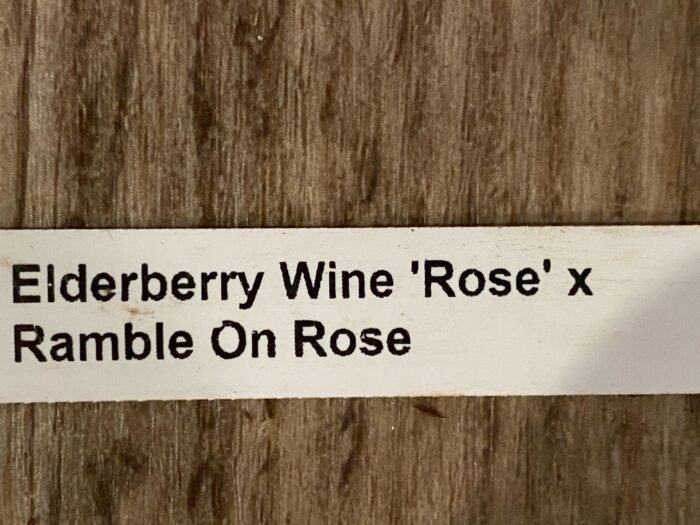 Elderberry Wine 'Rose' x
Ramble On Rose